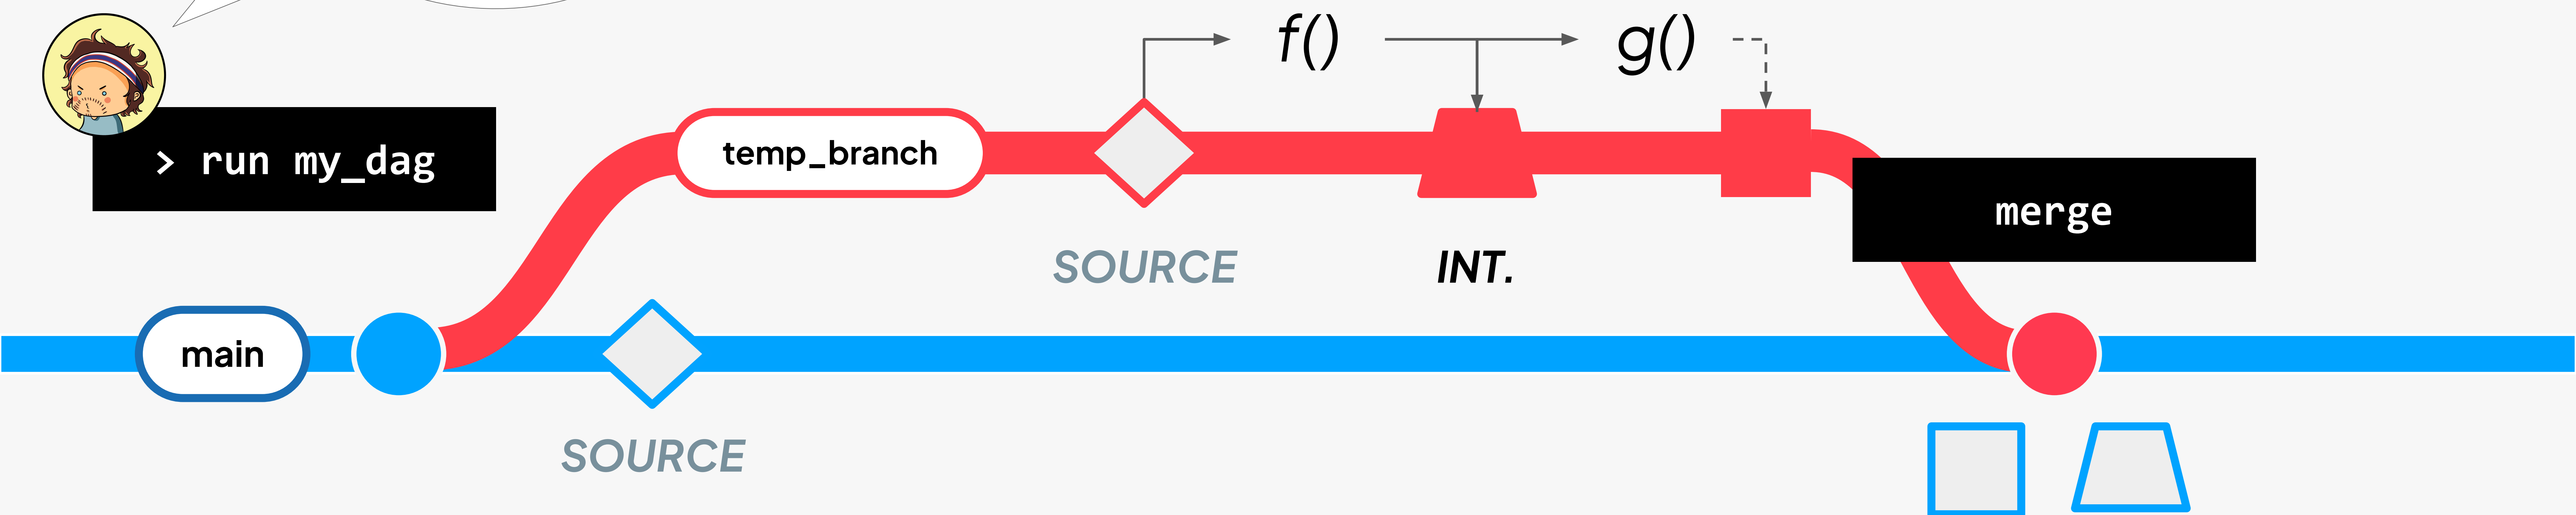 f()
g()
> run my_dag
temp_branch
merge
SOURCE
INT.
main
SOURCE